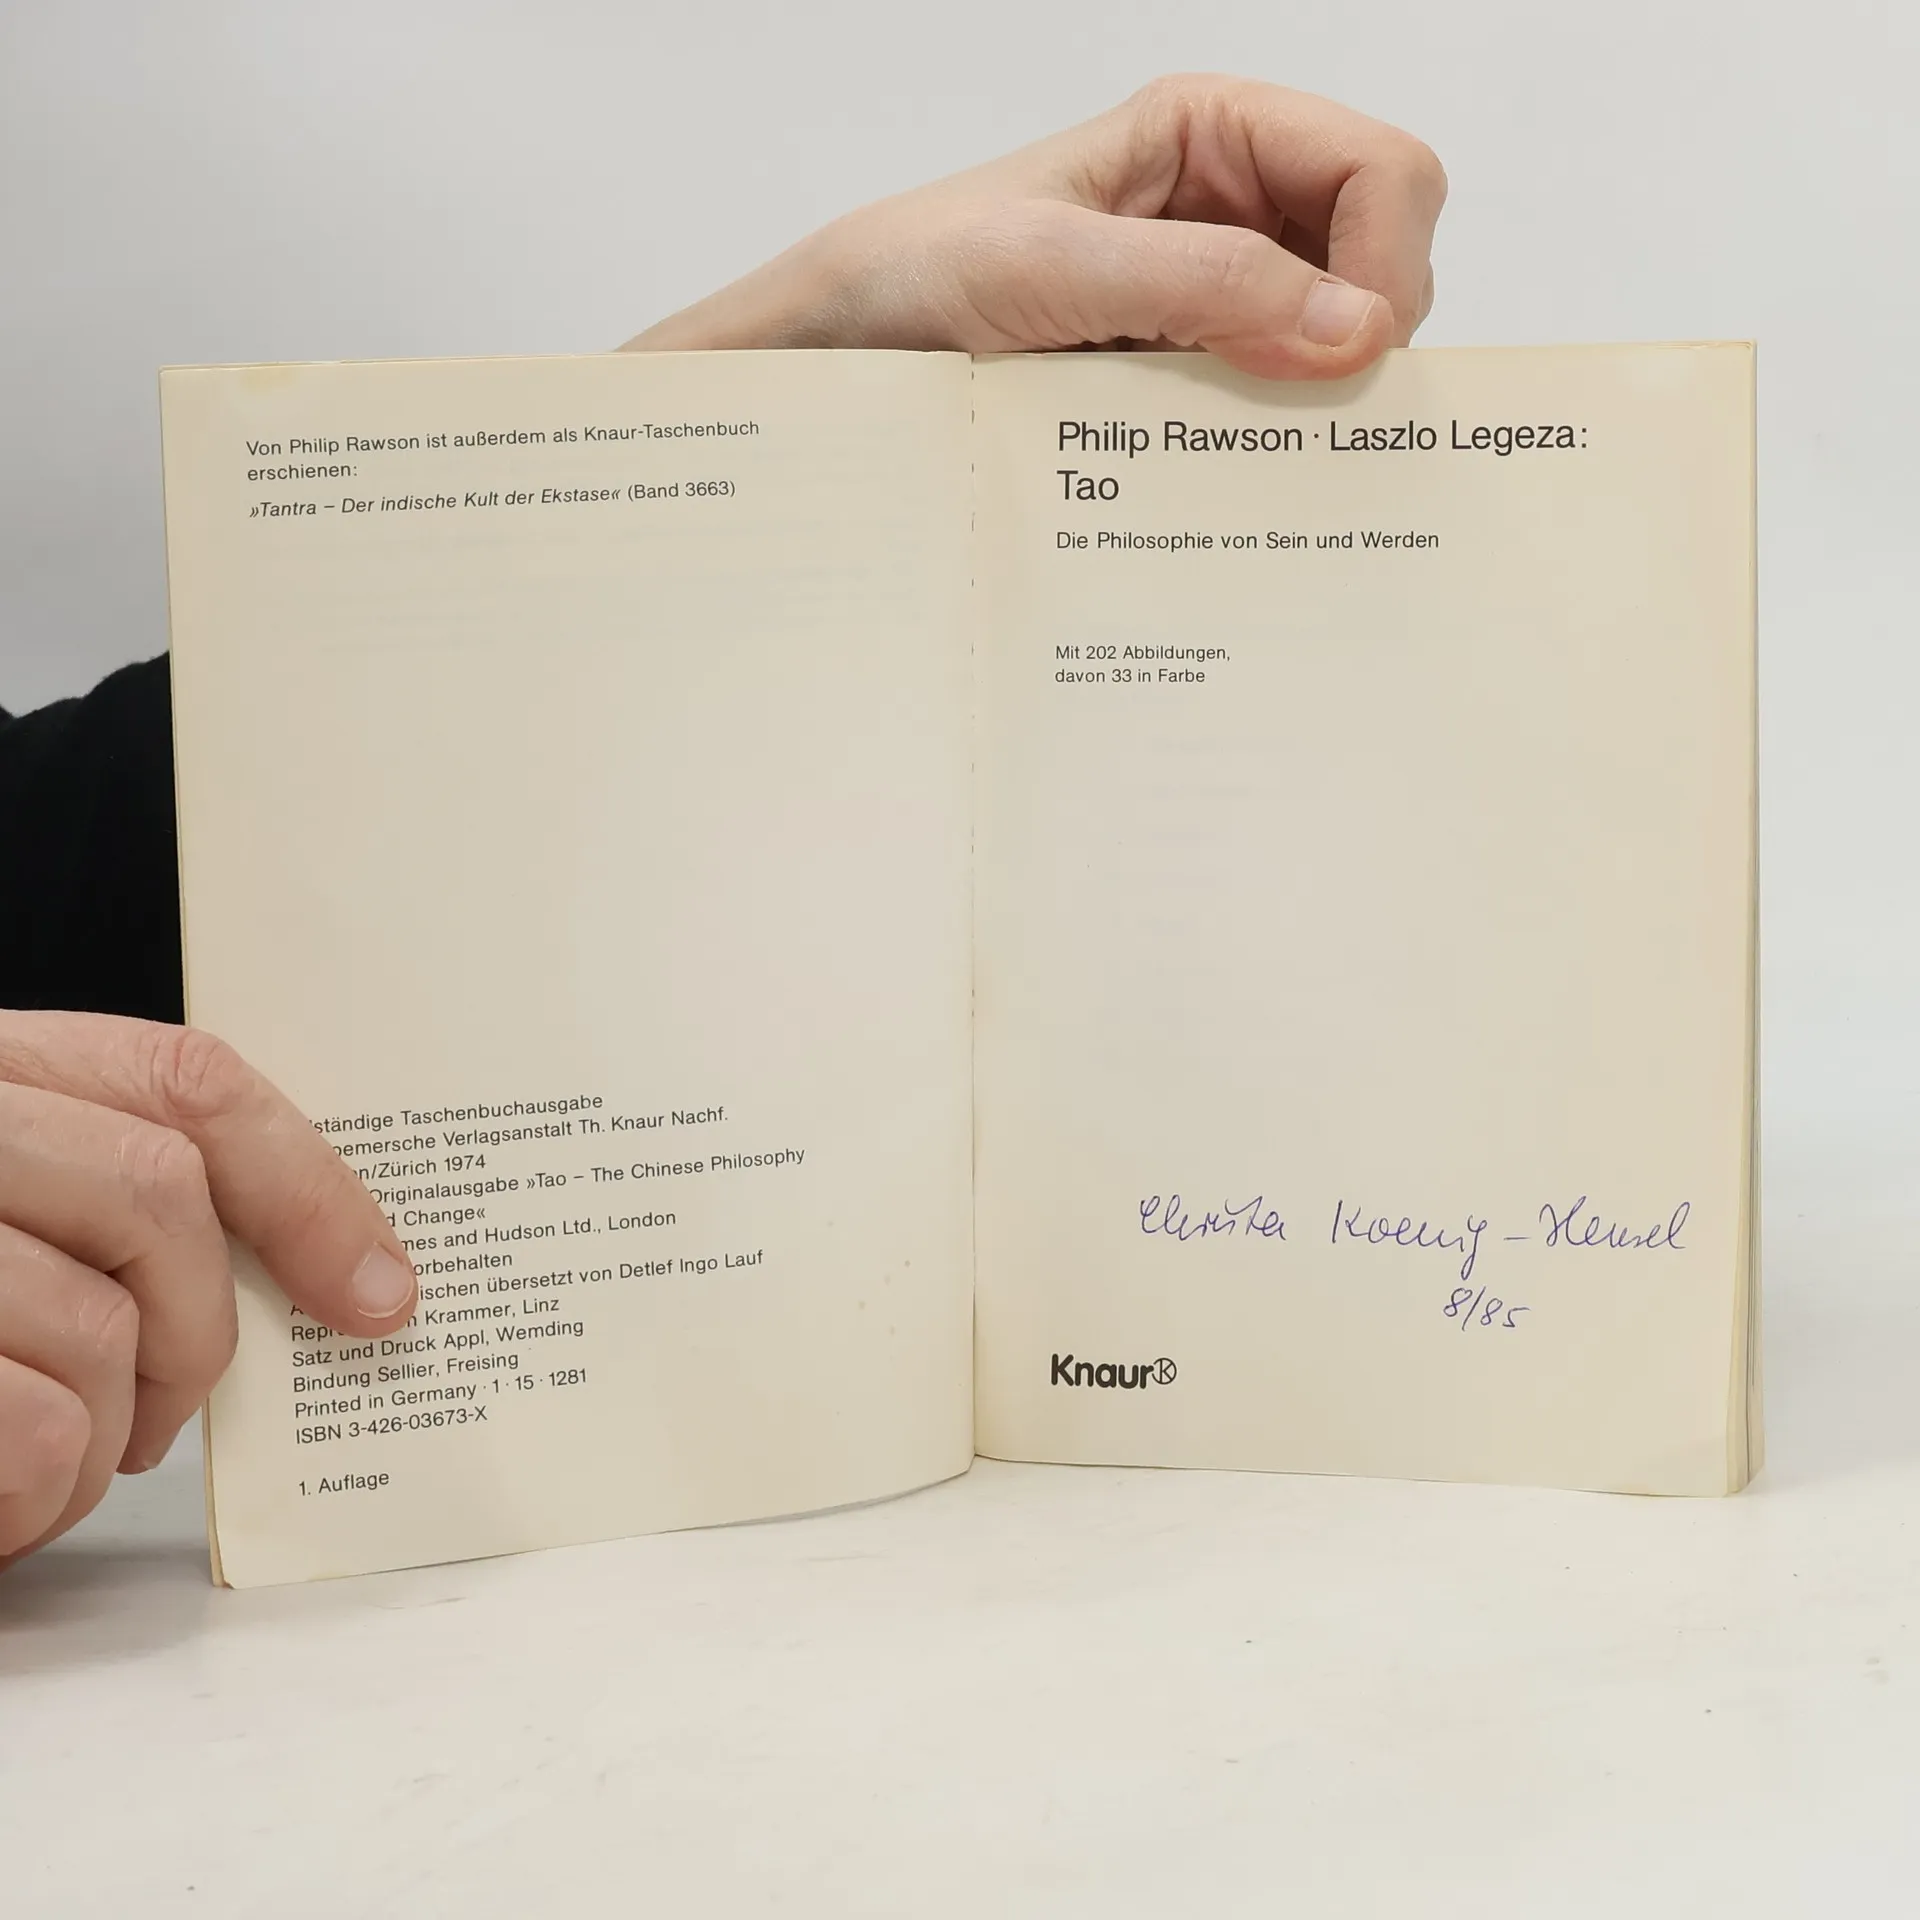 Von Philip Rawson ist außerdem als Knaur-Taschenbuch
erschienen:
»Tantra – Der indische Kult der Ekstase« (Band 3663)
ständige Taschenbuchausgabe
oemersche Verlagsanstalt Th. Knaur Nachf.
n/Zürich 1974
Originalausgabe »Tao – The Chinese Philosophy
d Change«
mes and Hudson Ltd., London
orbehalten
ischen übersetzt von Detlef Ingo Lauf
Krammer, Linz
Satz und Druck Appl, Wemding
Bindung Sellier, Freising
Printed in Germany · 1 · 15 · 1281
ISBN 3-426-03673-X
1. Auflage
Philip Rawson · Laszlo Legeza:
Tao
Die Philosophie von Sein und Werden
Mit 202 Abbildungen,
davon 33 in Farbe
Christa Koenig – Hensel
8/85
Knaur